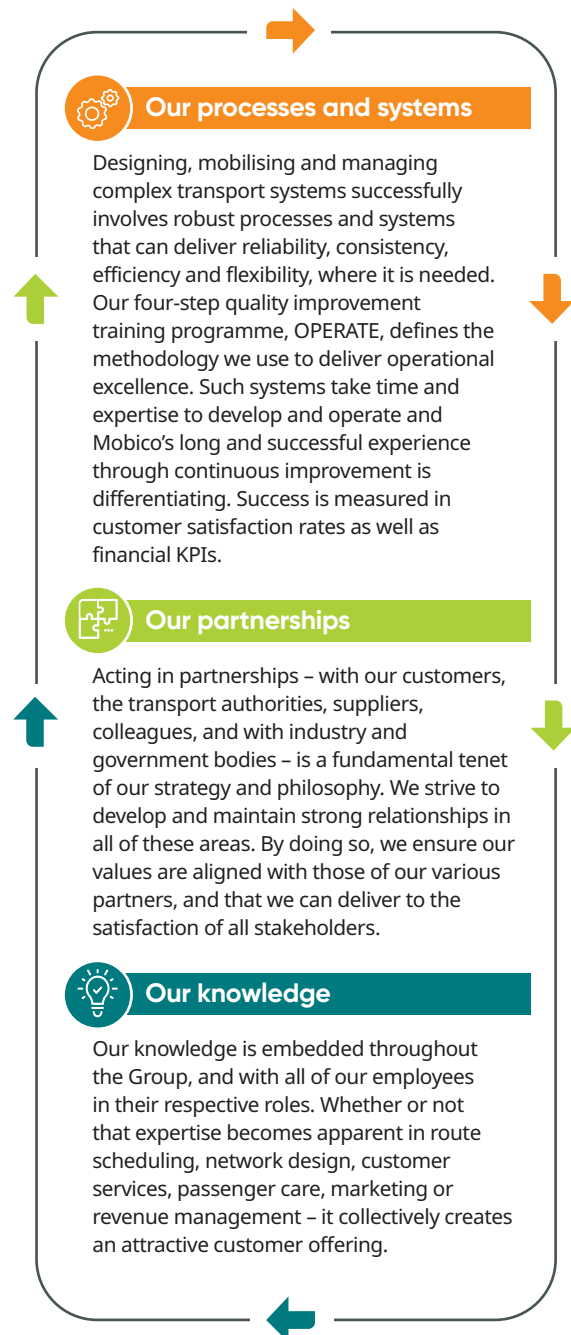 Our processes and systems
Designing, mobilising and managing
complex transport systems successfully
involves robust processes and systems
that can deliver reliability, consistency,
efficiency and flexibility, where it is needed.
Our four-step quality improvement
training programme, OPERATE, defines the
methodology we use to deliver operational
excellence. Such systems take time and
expertise to develop and operate and
Mobico’s long and successful experience
through continuous improvement is
differentiating. Success is measured in
customer satisfaction rates as well as
financial KPIs.
Our partnerships
Acting in partnerships – with our customers,
the transport authorities, suppliers,
colleagues, and with industry and
government bodies – is a fundamental tenet
of our strategy and philosophy. We strive to
develop and maintain strong relationships in
all of these areas. By doing so, we ensure our
values are aligned with those of our various
partners, and that we can deliver to the
satisfaction of all stakeholders.
Our knowledge
Our knowledge is embedded throughout
the Group, and with all of our employees
in their respective roles. Whether or not
that expertise becomes apparent in route
scheduling, network design, customer
services, passenger care, marketing or
revenue management – it collectively creates
an attractive customer offering.